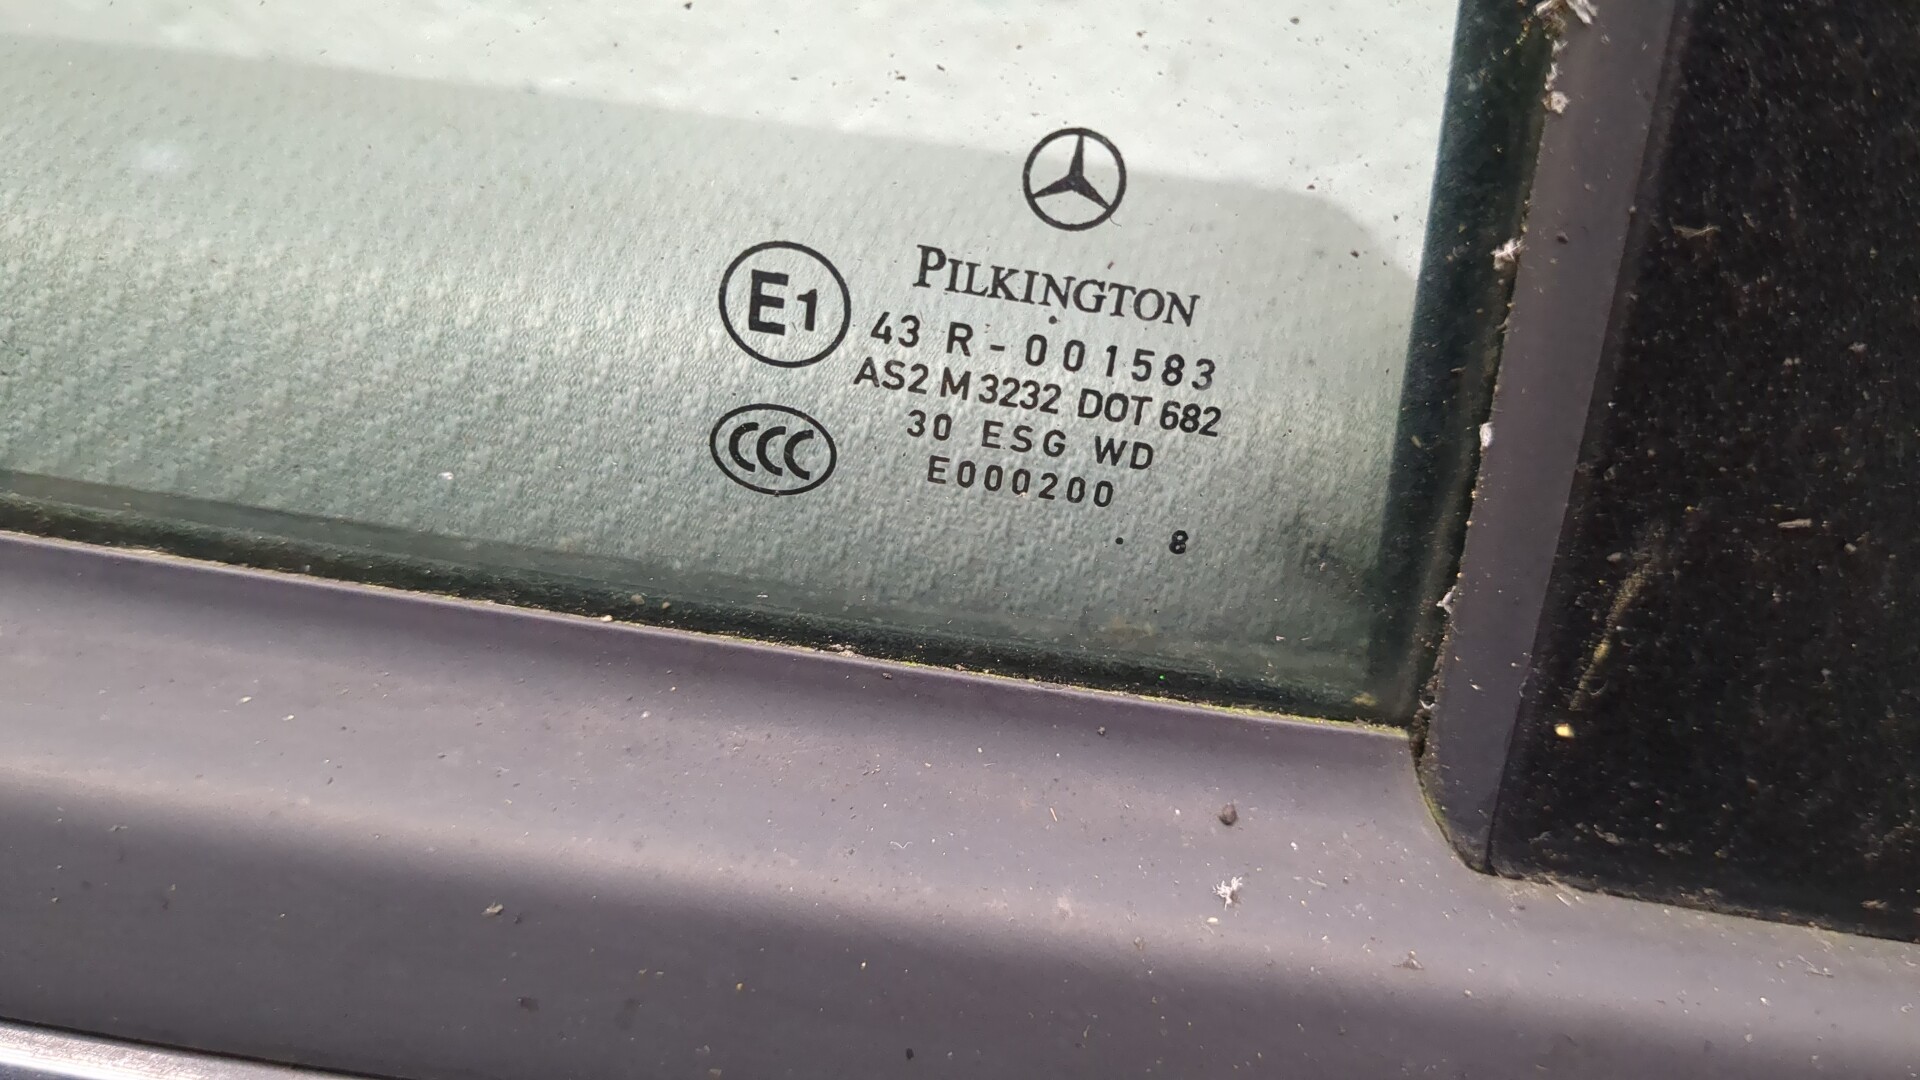 PILKINGTON
E1
43 R - 001583
AS2 M 3232 DOT 682
CCC
30 ESG WD
E000200
. 8